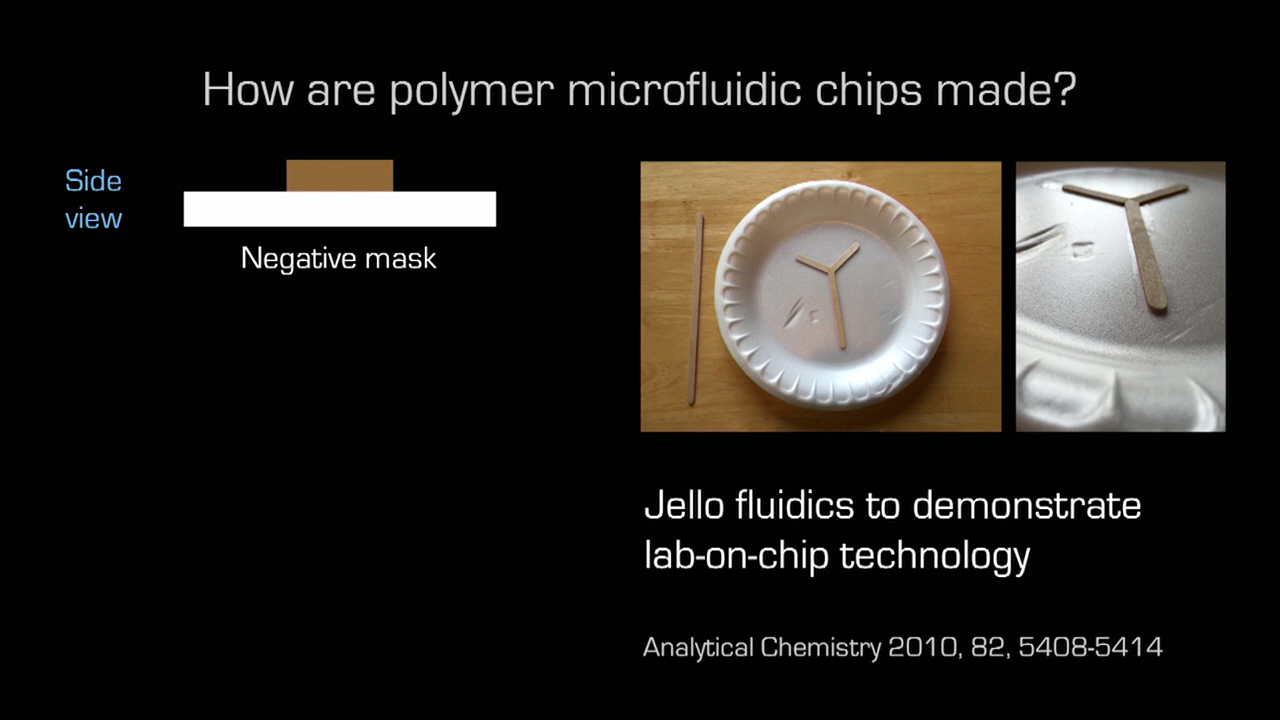 How are polymer microfluidic chips made?
Side
view
Negative mask
Jello fluidics to demonstrate
lab-on-chip technology
Analytical Chemistry 2010, 82, 5408-5414